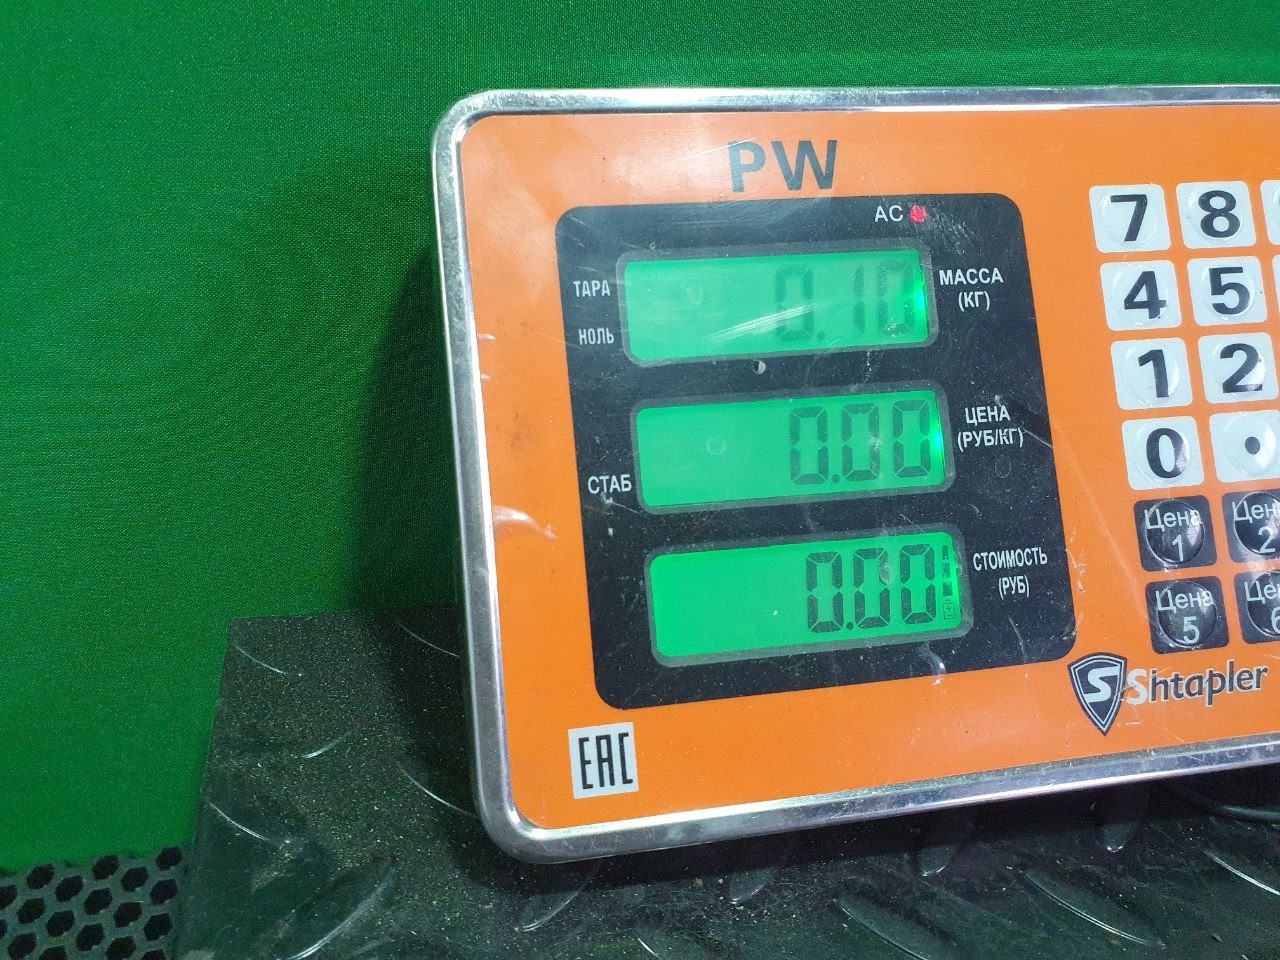 PW
AC
ТАРА
НОЛЬ
0.10
МАССА
(КГ)
0.00
ЦЕНА
(РУБ/КГ)
СТАБ
0.00
СТОИМОСТЬ
(РУБ)
7 8
4 5
1 2
0 .
Цена 1
Цена 2
Цена 5
Shtapler
EAC